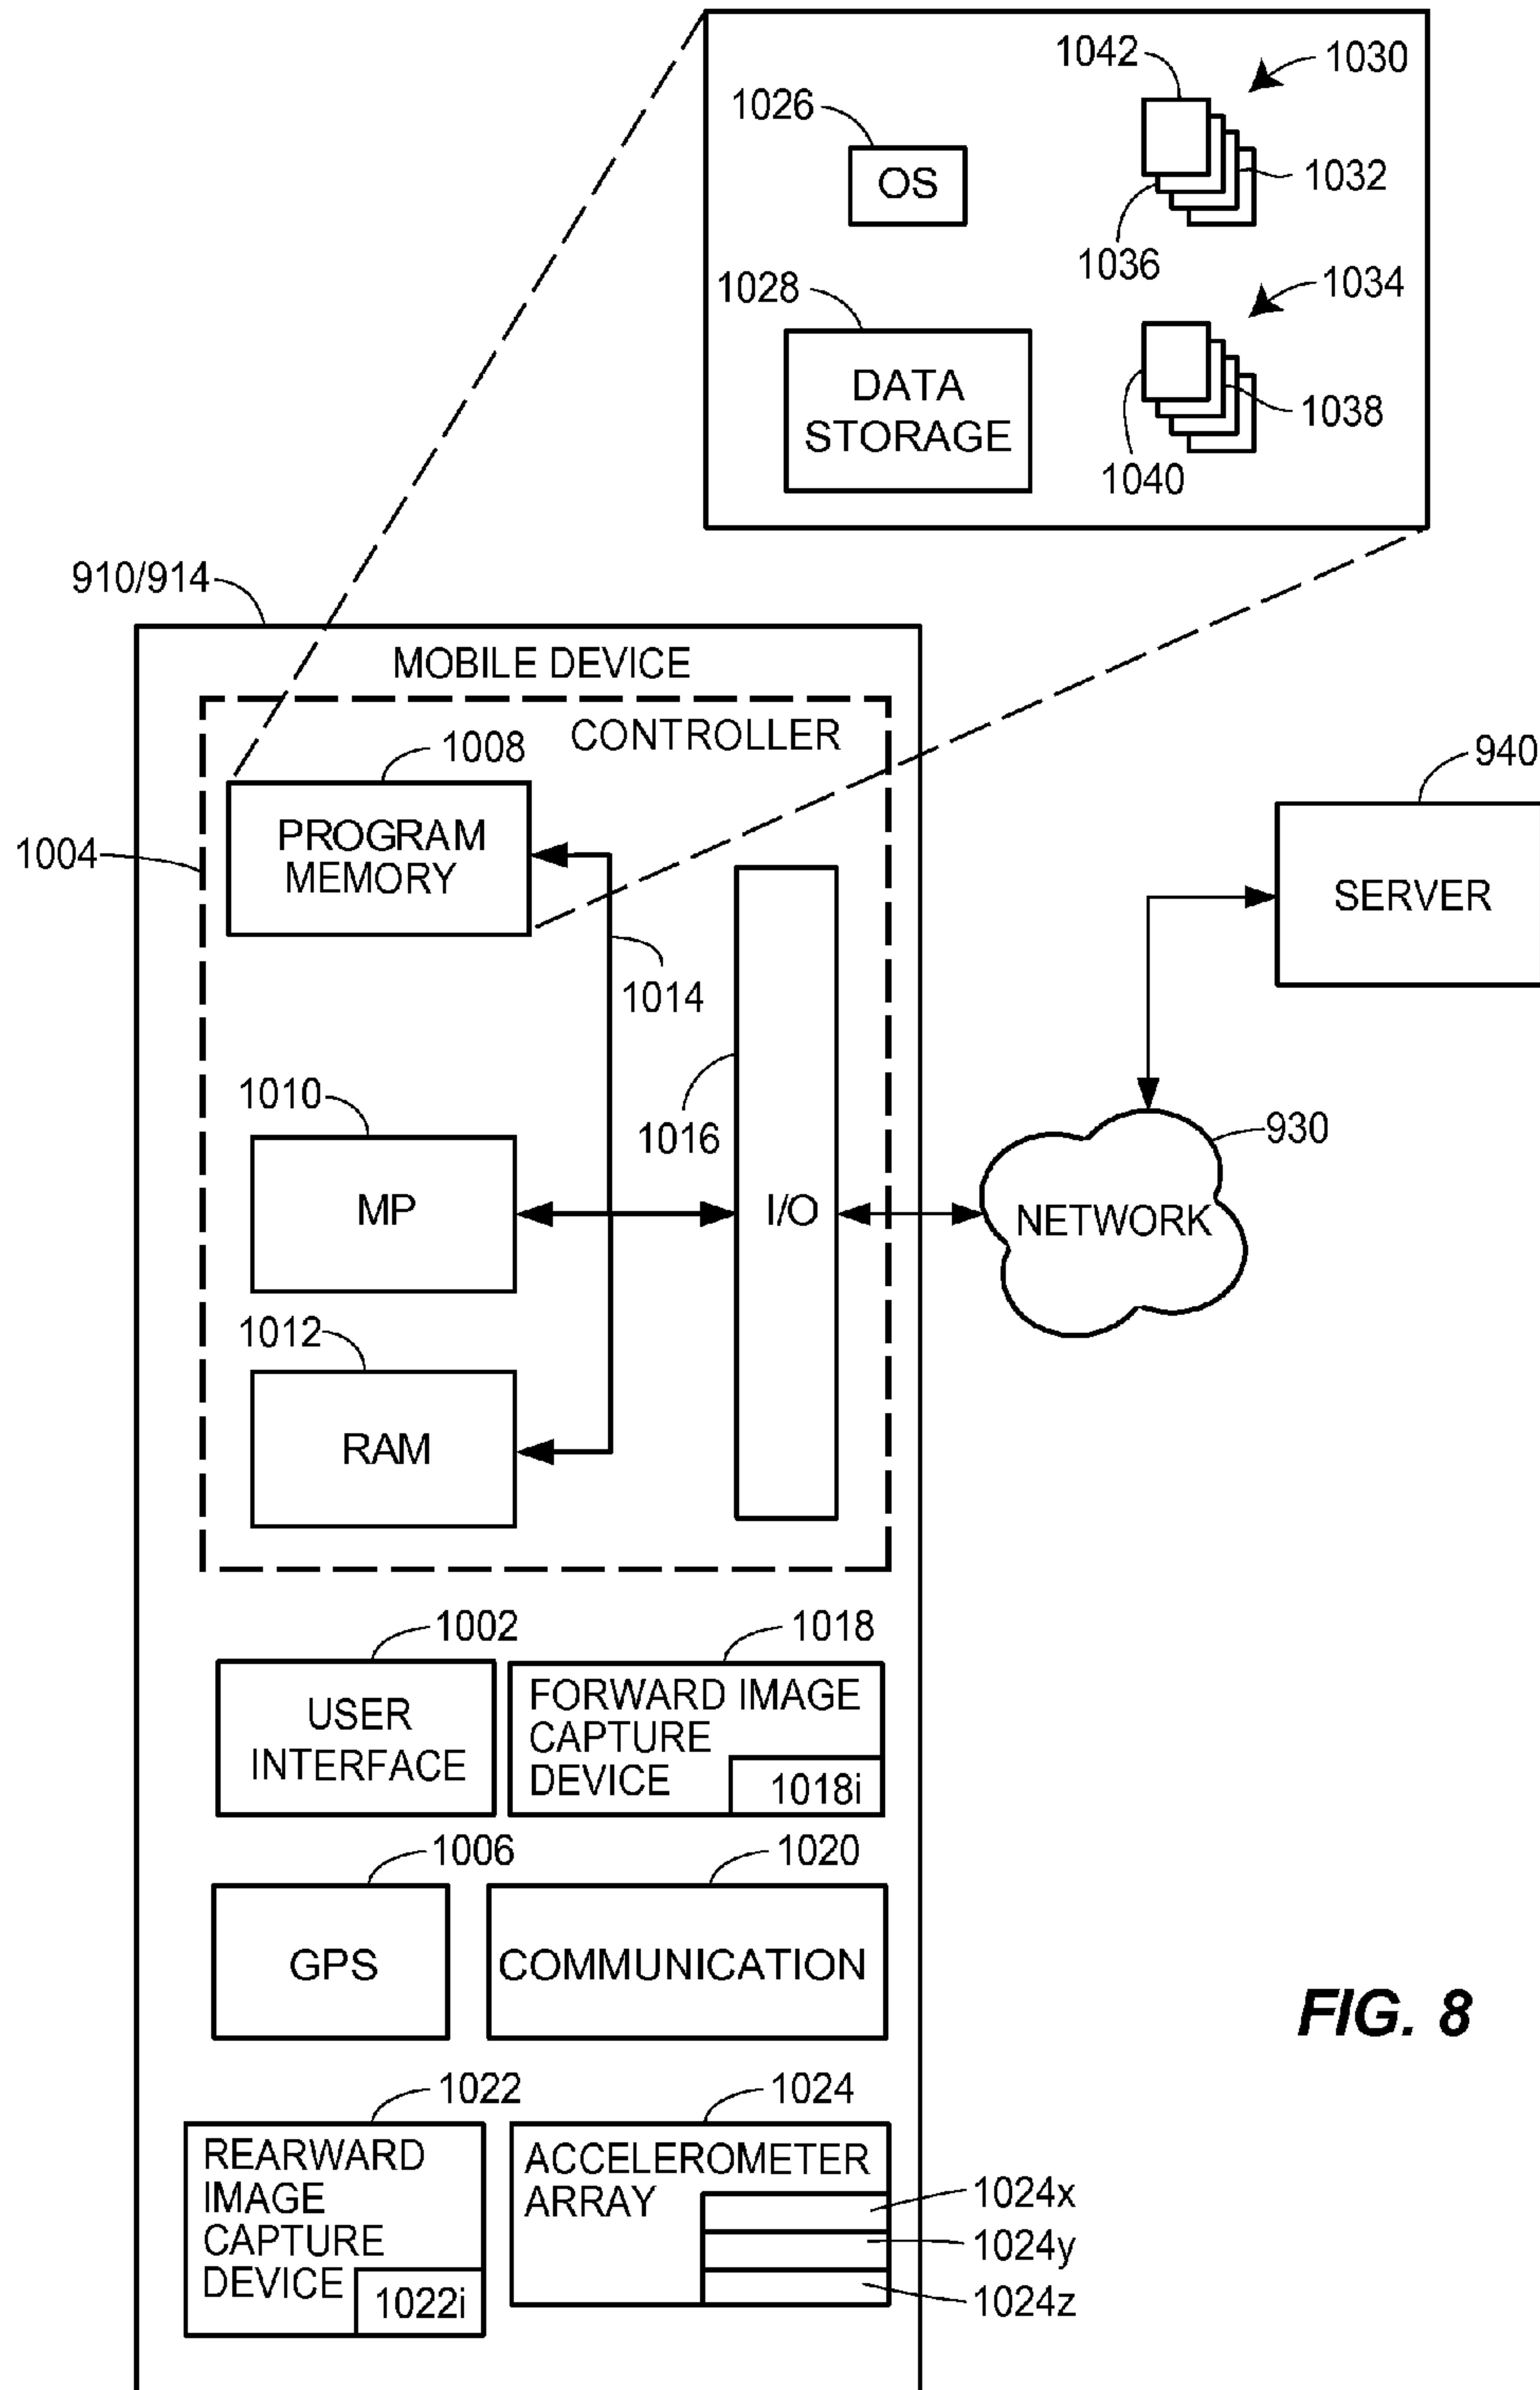 1042
1030
1026
OS
1032
1036
1028
1034
DATA
STORAGE
1038
1040
910/914
MOBILE DEVICE
CONTROLLER
1008
940
PROGRAM
MEMORY
1004
SERVER
1014
1010
1016
930
MP
I/O
NETWORK
1012
RAM
1002
1018
USER
INTERFACE
FORWARD IMAGE
CAPTURE
DEVICE
1018i
1006
1020
GPS
COMMUNICATION
FIG. 8
1022
1024
REARWARD
IMAGE
CAPTURE
DEVICE
1022i
ACCELEROMETER
ARRAY
1024x
1024y
1024z